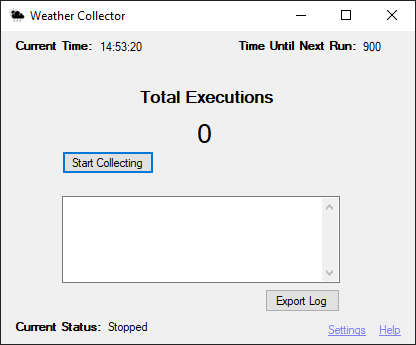 Weather Collector
Current Time: 14:53:20 Time Until Next Run: 900
Total Executions
0
Start Collecting
Export Log
Current Status: Stopped Settings Help